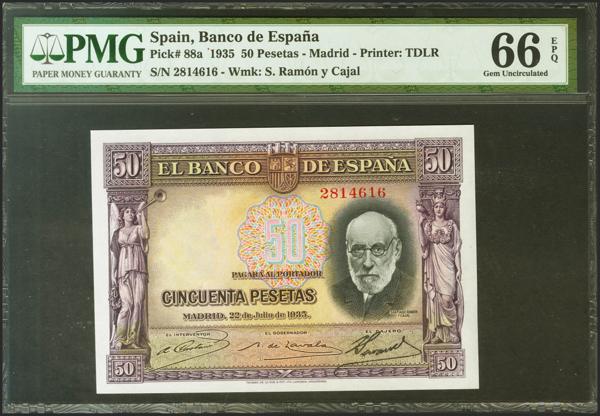 PMG
PAPER MONEY GUARANTY
Spain, Banco de España
Pick# 88a 1935 50 Pesetas - Madrid - Printer: TDLR
S/N 2814616 - Wmk: S. Ramón y Cajal
66 EPQ
Gem Uncirculated
50 50
EL BANCO DE ESPAÑA
2814616
50
PAGARÁ AL PORTADOR
CINCUENTA PESETAS
MADRID, 22 de Julio de 1935.
EL INTERVENTOR EL GOBERNADOR EL CAJERO
50 50